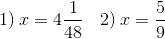 1) x = 4 1/48  2) x = 5/9